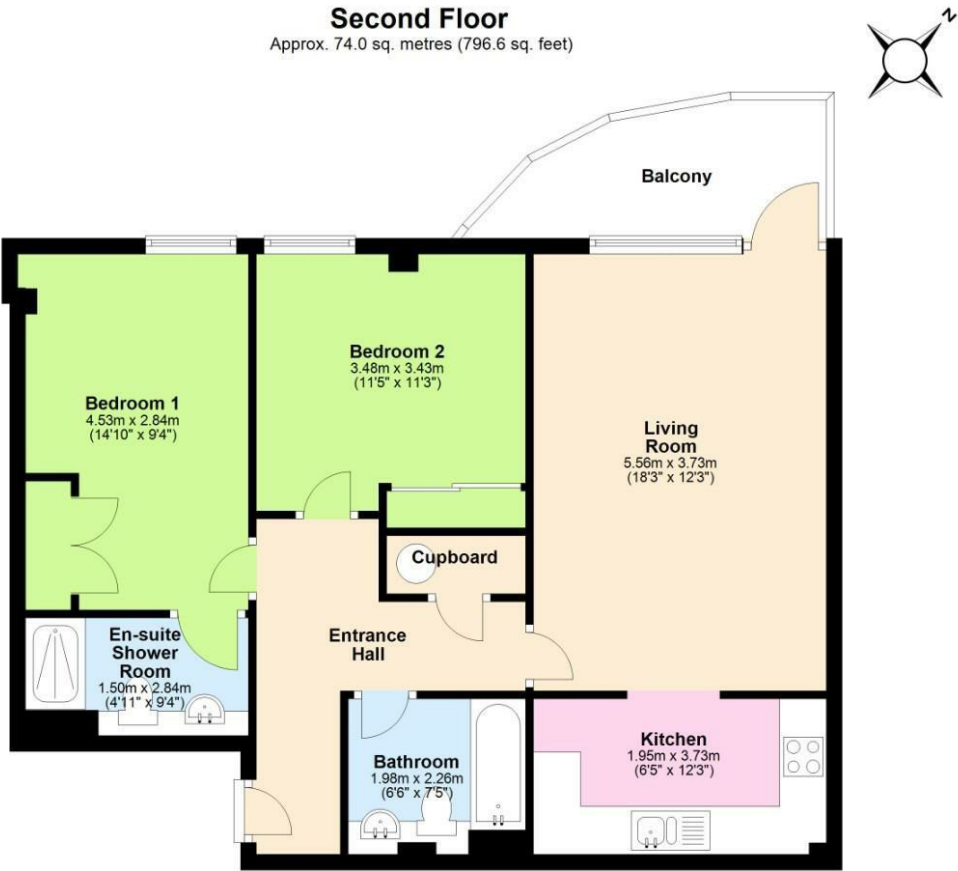 Second Floor
Approx. 74.0 sq. metres (796.6 sq. feet)
N
Balcony
Bedroom 1
4.53m x 2.84m
(14'10" x 9'4")
Bedroom 2
3.48m x 3.43m
(11'5" x 11'3")
Living
Room
5.56m x 3.73m
(18'3" x 12'3")
Cupboard
Entrance
Hall
En-suite
Shower
Room
1.50m x 2.84m
(4'11" x 9'4")
Bathroom
1.98m x 2.26m
(6'6" x 7'5")
Kitchen
1.95m x 3.73m
(6'5" x 12'3")